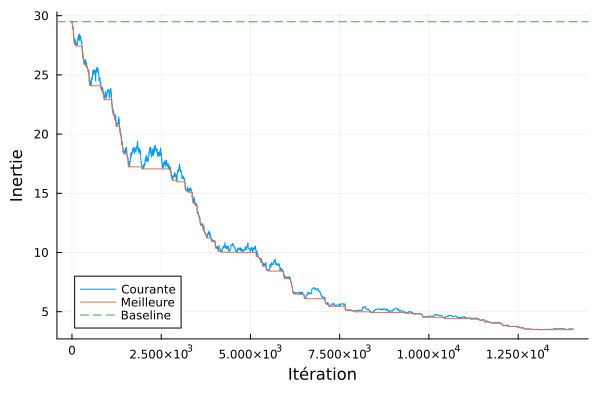 30
25
20
15
10
5
Inertie
Courante
Meilleure
Baseline
0
2.500×10³
5.000×10³
7.500×10³
1.000×10⁴
1.250×10⁴
Itération